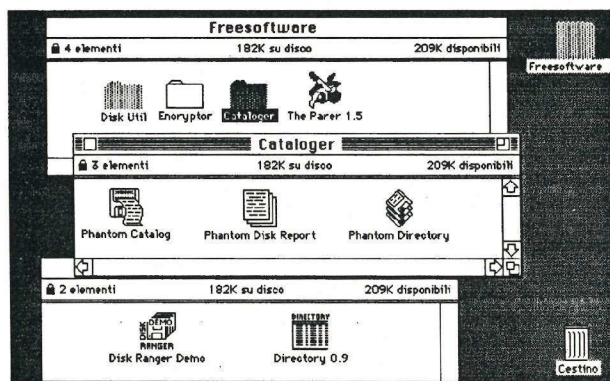 Freesoftware
4 elementi 182K su disco 209K disponibili
Freesoftware
Disk Util Encryptor Cataloger The Parer 1.5
Cataloger
3 elementi 182K su disco 209K disponibili
Phantom Catalog Phantom Disk Report Phantom Directory
2 elementi 182K su disco 209K disponibili
DISK DEMO RANGER
DIRECTORY
Disk Ranger Demo Directory 0.9
Cestino